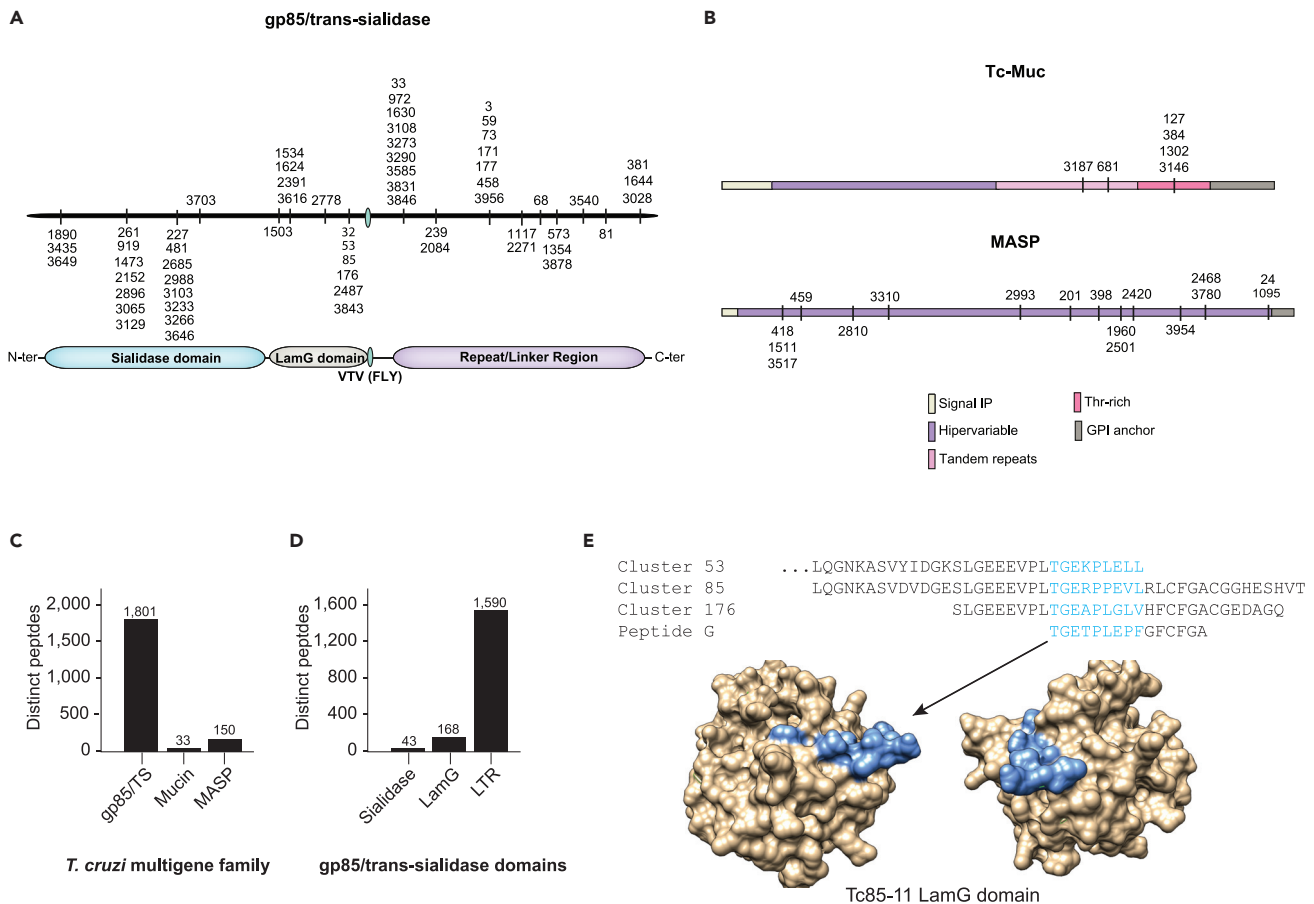 A
gp85/trans-sialidase
33
972
1630
3108
3273
3290
3585
3831
3846
3
59
73
171
177
458
3956
1534
1624
2391
3616
381
1644
3028
3703
2778
68
3540
1890
3435
3649
261
919
1473
2152
2896
3065
3129
227
481
2685
2988
3103
3233
3266
3646
1503
32
53
85
176
2487
3843
239
2084
1117
2271
573
1354
3878
81
N-ter
Sialidase domain
LamG domain
VTV (FLY)
Repeat/Linker Region
C-ter
B
Tc-Muc
127
384
1302
3146
3187
681
MASP
459
3310
2993
201
398
2420
2468
3780
24
1095
418
1511
3517
2810
1960
2501
3954
Signal IP
Hipervariable
Tandem repeats
Thr-rich
GPI anchor
C
Distinct peptdes
2,000
1,500
1,000
500
0
1,801
33
150
gp85/TS
Mucin
MASP
T. cruzi multigene family
D
Distinct peptides
1,600
1,200
800
400
0
43
168
1,590
Sialidase
LamG
LTR
gp85/trans-sialidase domains
E
Cluster 53 ...LQGNKASVYIDGKSLGEEEVPLTGEKPLELL
Cluster 85 LQGNKASVDVDGESLGEEEVPLTGERPPEVLRLCFGACGGHESHVT
Cluster 176 SLGEEEVPLTGEAPLGLVHFCFGACGEDAGQ
Peptide G TGETPLEPFGFCFGA
Tc85-11 LamG domain